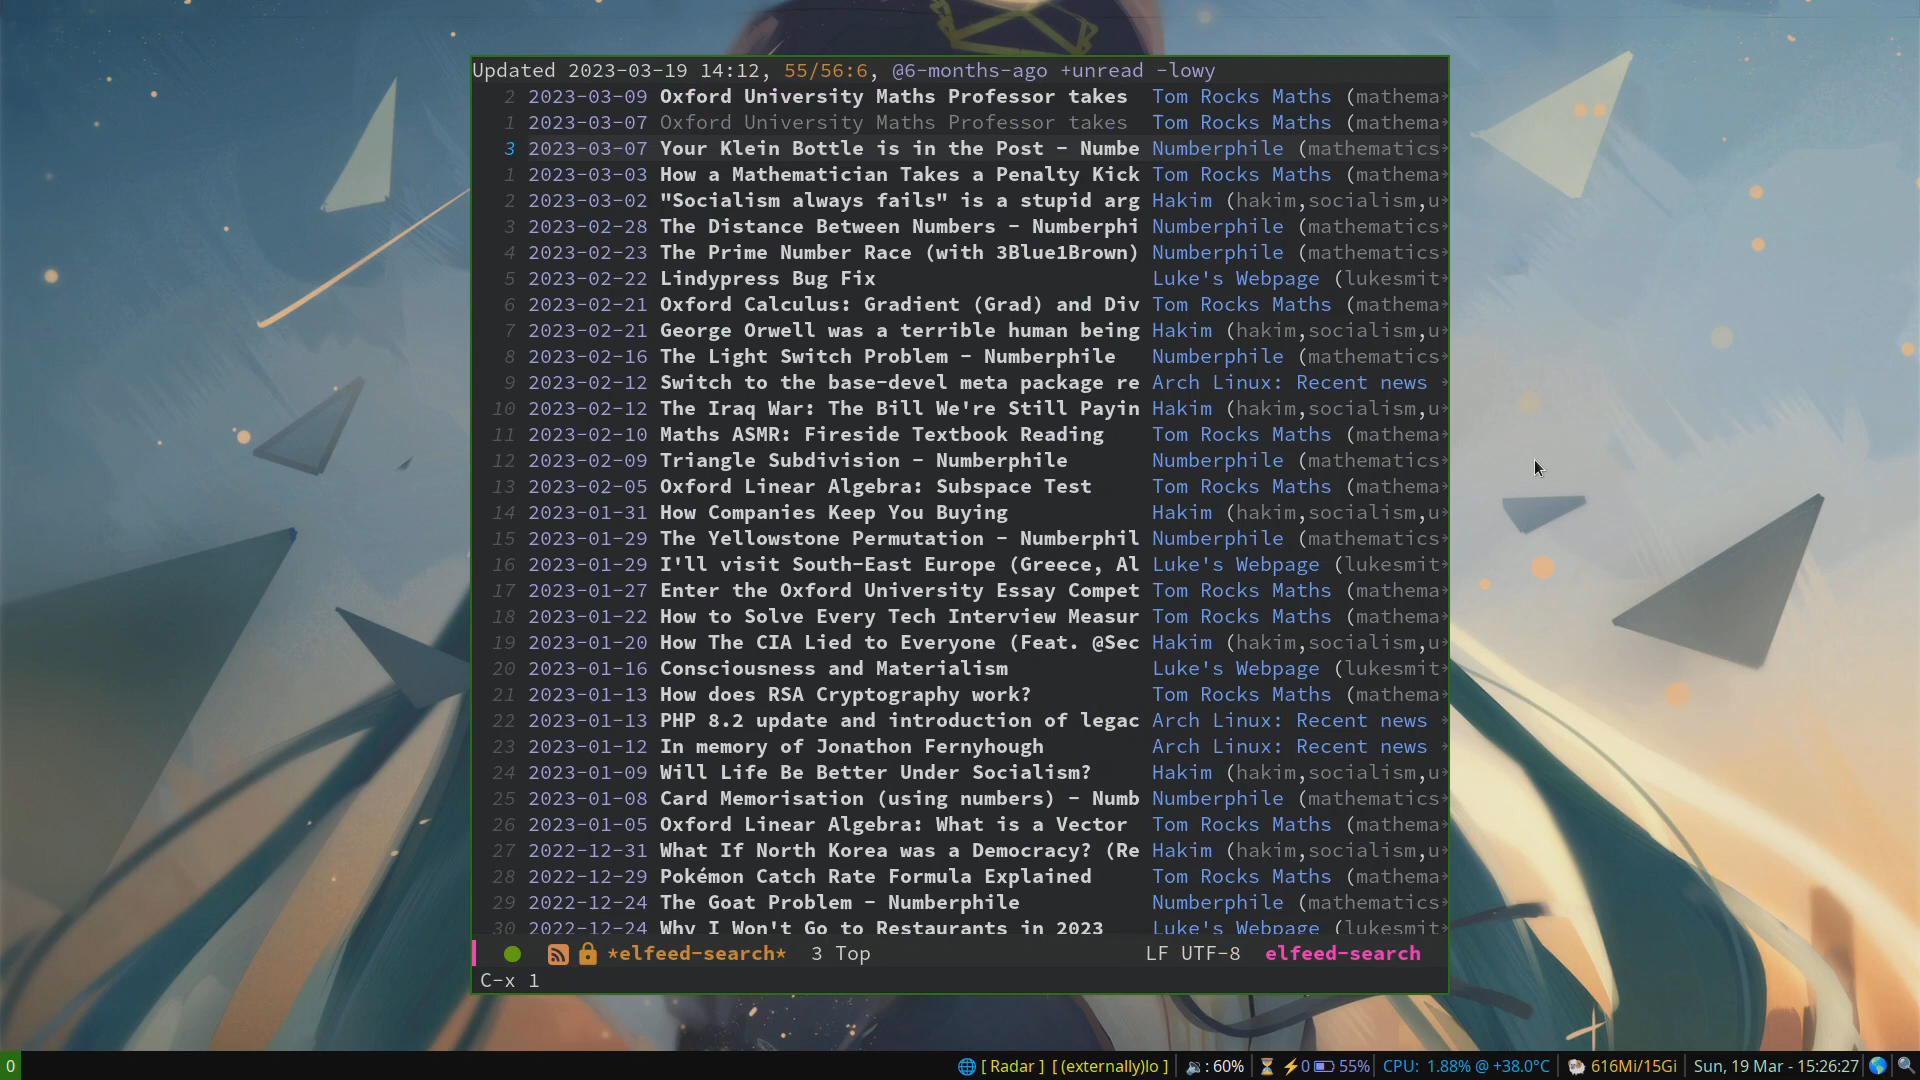 Updated 2023-03-19 14:12, 55/56:6, @6-months-ago +unread -lowy
2 2023-03-09 Oxford University Maths Professor takes Tom Rocks Maths (mathema
1 2023-03-07 Oxford University Maths Professor takes Tom Rocks Maths (mathema
3 2023-03-07 Your Klein Bottle is in the Post - Numbe Numberphile (mathematics
1 2023-03-03 How a Mathematician Takes a Penalty Kick Tom Rocks Maths (mathema
2 2023-03-02 "Socialism always fails" is a stupid arg Hakim (hakim,socialism,u
3 2023-02-28 The Distance Between Numbers - Numberphi Numberphile (mathematics
4 2023-02-23 The Prime Number Race (with 3Blue1Brown) Numberphile (mathematics
5 2023-02-22 Lindypress Bug Fix Luke's Webpage (lukesmit
6 2023-02-21 Oxford Calculus: Gradient (Grad) and Div Tom Rocks Maths (mathema
7 2023-02-21 George Orwell was a terrible human being Hakim (hakim,socialism,u
8 2023-02-16 The Light Switch Problem - Numberphile Numberphile (mathematics
9 2023-02-12 Switch to the base-devel meta package re Arch Linux: Recent news
10 2023-02-12 The Iraq War: The Bill We're Still Payin Hakim (hakim,socialism,u
11 2023-02-10 Maths ASMR: Fireside Textbook Reading Tom Rocks Maths (mathema
12 2023-02-09 Triangle Subdivision - Numberphile Numberphile (mathematics
13 2023-02-05 Oxford Linear Algebra: Subspace Test Tom Rocks Maths (mathema
14 2023-01-31 How Companies Keep You Buying Hakim (hakim,socialism,u
15 2023-01-29 The Yellowstone Permutation - Numberphil Numberphile (mathematics
16 2023-01-29 I'll visit South-East Europe (Greece, Al Luke's Webpage (lukesmit
17 2023-01-27 Enter the Oxford University Essay Compet Tom Rocks Maths (mathema
18 2023-01-22 How to Solve Every Tech Interview Measur Tom Rocks Maths (mathema
19 2023-01-20 How The CIA Lied to Everyone (Feat. @Sec Hakim (hakim,socialism,u
20 2023-01-16 Consciousness and Materialism Luke's Webpage (lukesmit
21 2023-01-13 How does RSA Cryptography work? Tom Rocks Maths (mathema
22 2023-01-13 PHP 8.2 update and introduction of legac Arch Linux: Recent news
23 2023-01-12 In memory of Jonathon Fernyhough Arch Linux: Recent news
24 2023-01-09 Will Life Be Better Under Socialism? Hakim (hakim,socialism,u
25 2023-01-08 Card Memorisation (using numbers) - Numb Numberphile (mathematics
26 2023-01-05 Oxford Linear Algebra: What is a Vector Tom Rocks Maths (mathema
27 2022-12-31 What If North Korea was a Democracy? (Re Hakim (hakim,socialism,u
28 2022-12-29 Pokémon Catch Rate Formula Explained Tom Rocks Maths (mathema
29 2022-12-24 The Goat Problem - Numberphile Numberphile (mathematics
30 2022-12-24 Why I Won't Go to Restaurants in 2023 Luke's Webpage (lukesmit
*elfeed-search* 3 Top LF UTF-8 elfeed-search
C-x 1
0 [ Radar ] [ (externally)lo ] : 60% 0 55% CPU: 1.88% @ +38.0°C 616Mi/15Gi Sun, 19 Mar - 15:26:27